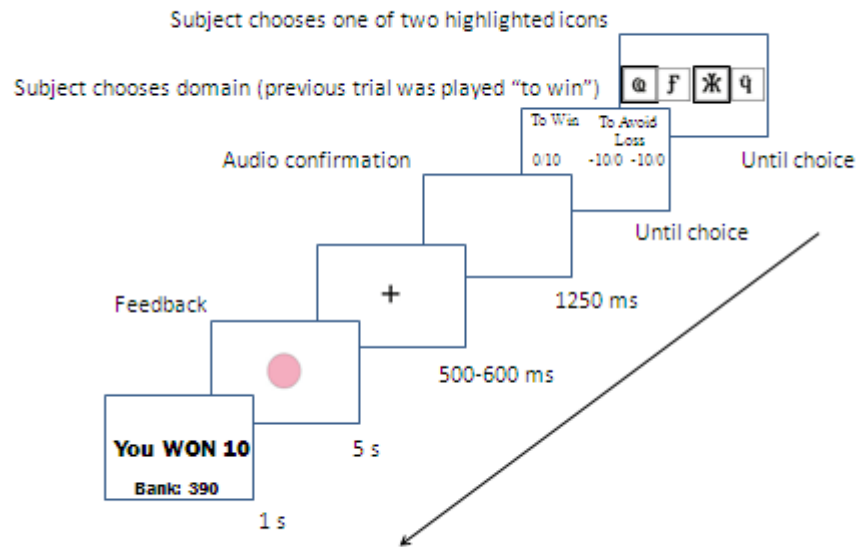 Subject chooses one of two highlighted icons
Subject chooses domain (previous trial was played “to win”)
ҩ Ӻ Ж ҷ
To Win To Avoid
Loss
0/10 -10/0 -10/0
Until choice
Audio confirmation
Until choice
1250 ms
+
500-600 ms
Feedback
5 s
You WON 10
Bank: 390
1 s